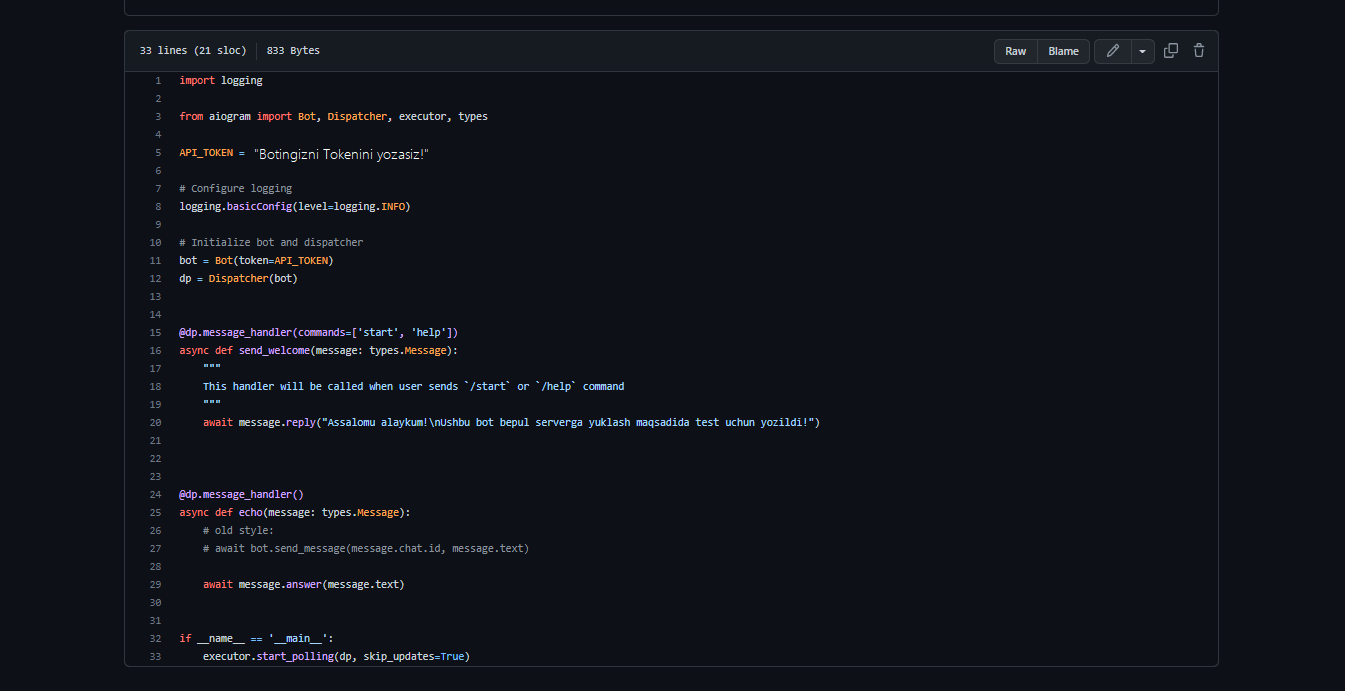 33 lines (21 sloc) 833 Bytes Raw Blame
1 import logging
2
3 from aiogram import Bot, Dispatcher, executor, types
4
5 API_TOKEN = "Botingizni Tokenini yozasiz!"
6
7 # Configure logging
8 logging.basicConfig(level=logging.INFO)
9
10 # Initialize bot and dispatcher
11 bot = Bot(token=API_TOKEN)
12 dp = Dispatcher(bot)
13
14
15 @dp.message_handler(commands=['start', 'help'])
16 async def send_welcome(message: types.Message):
17     """
18     This handler will be called when user sends `/start` or `/help` command
19     """
20     await message.reply("Assalomu alaykum!\nUshbu bot bepul serverga yuklash maqsadida test uchun yozildi!")
21
22
23
24 @dp.message_handler()
25 async def echo(message: types.Message):
26     # old style:
27     # await bot.send_message(message.chat.id, message.text)
28
29     await message.answer(message.text)
30
31
32 if __name__ == '__main__':
33     executor.start_polling(dp, skip_updates=True)